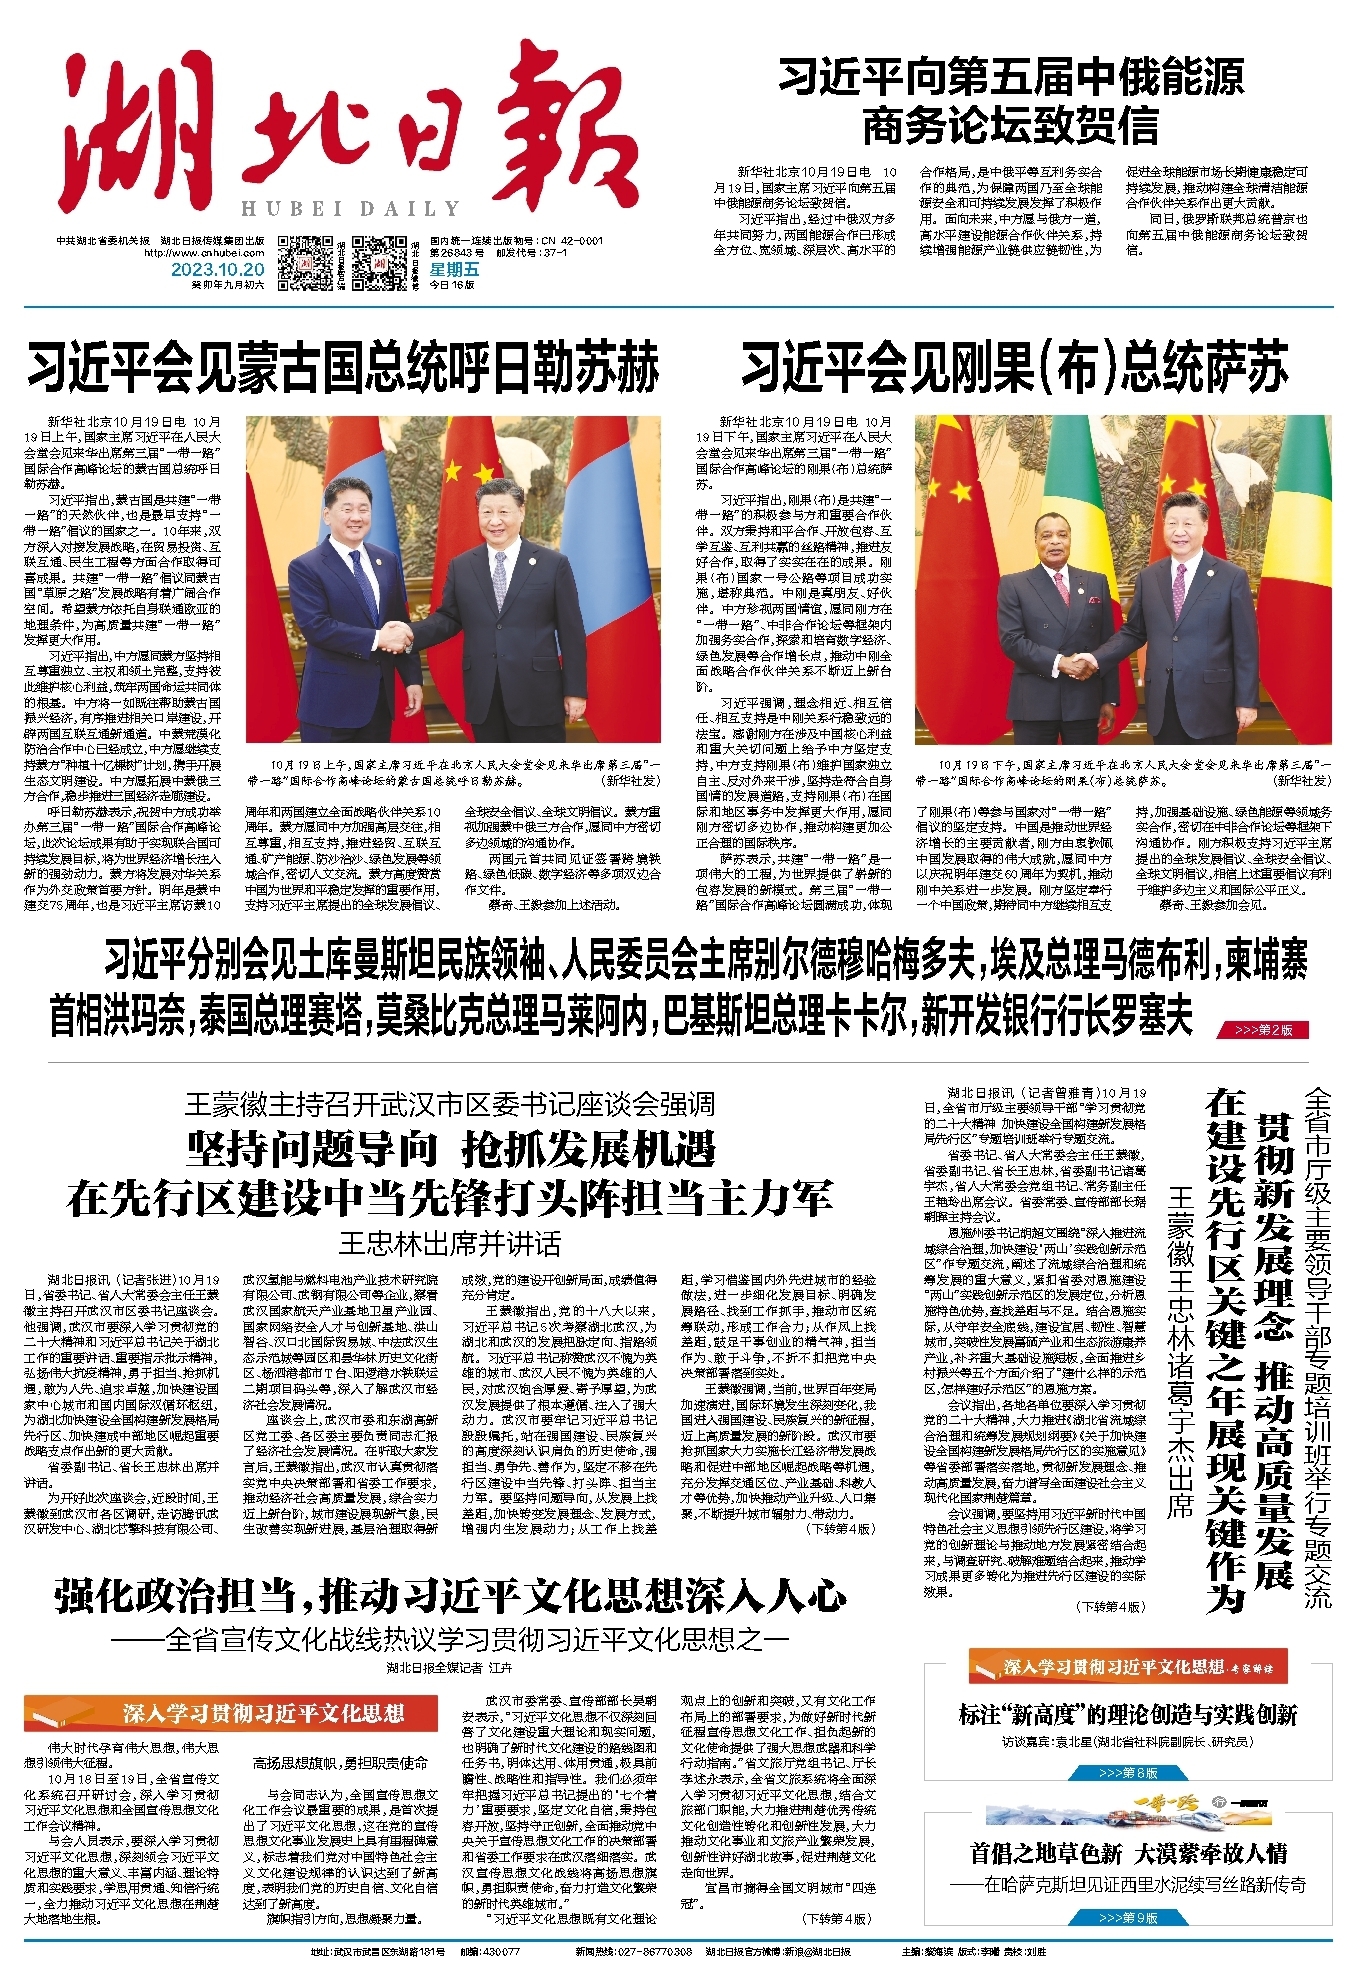 湖北日报
HUBEI DAILY
中共湖北省委机关报 湖北日报传媒集团出版
http://www.cnhubei.com
2023.10.20
癸卯年九月初六
国内统一连续出版物号:CN 42-0001
第26843号 邮发代号:37-1
星期五
今日16版
习近平向第五届中俄能源
商务论坛致贺信
新华社北京10月19日电 10
月19日,国家主席习近平向第五届
中俄能源商务论坛致贺信。
习近平指出,经过中俄双方多
年共同努力,两国能源合作已形成
全方位、宽领域、深层次、高水平的
合作格局,是中俄平等互利务实合
作的典范,为保障两国乃至全球能
源安全和可持续发展发挥了积极作
用。面向未来,中方愿与俄方一道,
高水平建设能源合作伙伴关系,持
续增强能源产业链供应链韧性,为
促进全球能源市场长期健康稳定可
持续发展,推动构建全球清洁能源
合作伙伴关系作出更大贡献。
同日,俄罗斯联邦总统普京也
向第五届中俄能源商务论坛致贺
信。
习近平会见蒙古国总统呼日勒苏赫
新华社北京10月19日电 10月
19日上午,国家主席习近平在人民大
会堂会见来华出席第三届“一带一路”
国际合作高峰论坛的蒙古国总统呼日
勒苏赫。
习近平指出,蒙古国是共建“一带
一路”的天然伙伴,也是最早支持“一
带一路”倡议的国家之一。10年来,双
方深入对接发展战略,在贸易投资、互
联互通、民生工程等方面合作取得可
喜成果。共建“一带一路”倡议同蒙古
国“草原之路”发展战略有着广阔合作
空间。希望蒙方依托自身联通欧亚的
地理条件,为高质量共建“一带一路”
发挥更大作用。
习近平指出,中方愿同蒙方坚持相
互尊重独立、主权和领土完整,支持彼
此维护核心利益,筑牢两国命运共同体
的根基。中方将一如既往帮助蒙古国
振兴经济,有序推进相关口岸建设,开
辟两国互联互通新通道。中蒙荒漠化
防治合作中心已经成立,中方愿继续支
持蒙方“种植十亿棵树”计划,携手开展
生态文明建设。中方愿拓展中蒙俄三
方合作,稳步推进三国经济走廊建设。
呼日勒苏赫表示,祝贺中方成功举
办第三届“一带一路”国际合作高峰论
坛,此次论坛成果有助于实现联合国可
持续发展目标,将为世界经济增长注入
新的强劲动力。蒙方将发展对华关系
作为外交政策首要方针。明年是蒙中
建交75周年,也是习近平主席访蒙10
10月19日上午,国家主席习近平在北京人民大会堂会见来华出席第三届“一
带一路”国际合作高峰论坛的蒙古国总统呼日勒苏赫。 (新华社发)
周年和两国建立全面战略伙伴关系10
周年。蒙方愿同中方加强高层交往,相
互尊重,相互支持,推进经贸、互联互
通、矿产能源、防沙治沙、绿色发展等领
域合作,密切人文交流。蒙方高度赞赏
中国为世界和平稳定发挥的重要作用,
支持习近平主席提出的全球发展倡议、
全球安全倡议、全球文明倡议。蒙方重
视加强蒙中俄三方合作,愿同中方密切
多边领域的沟通协作。
两国元首共同见证签署跨境铁
路、绿色低碳、数字经济等多项双边合
作文件。
蔡奇、王毅参加上述活动。
习近平会见刚果(布)总统萨苏
新华社北京10月19日电 10月
19日下午,国家主席习近平在人民大
会堂会见来华出席第三届“一带一路”
国际合作高峰论坛的刚果(布)总统萨
苏。
习近平指出,刚果(布)是共建“一
带一路”的积极参与方和重要合作伙
伴。双方秉持和平合作、开放包容、互
学互鉴、互利共赢的丝路精神,推进友
好合作,取得了实实在在的成果。刚
果(布)国家一号公路等项目成功实
施,堪称典范。中刚是真朋友、好伙
伴。中方珍视两国情谊,愿同刚方在
“一带一路”、中非合作论坛等框架内
加强务实合作,探索和培育数字经济、
绿色发展等合作增长点,推动中刚全
面战略合作伙伴关系不断迈上新台
阶。
习近平强调,理念相近、相互信
任、相互支持是中刚关系行稳致远的
法宝。感谢刚方在涉及中国核心利益
和重大关切问题上给予中方坚定支
持,中方支持刚果(布)维护国家独立
自主、反对外来干涉,坚持走符合自身
国情的发展道路,支持刚果(布)在国
际和地区事务中发挥更大作用,愿同
刚方密切多边协作,推动构建更加公
正合理的国际秩序。
萨苏表示,共建“一带一路”是一
项伟大的工程,为世界提供了崭新的
包容发展的新模式。第三届“一带一
路”国际合作高峰论坛圆满成功,体现
10月19日下午,国家主席习近平在北京人民大会堂会见来华出席第三届“一
带一路”国际合作高峰论坛的刚果(布)总统萨苏。 (新华社发)
了刚果(布)等参与国家对“一带一路”
倡议的坚定支持。中国是推动世界经
济增长的主要贡献者,刚方由衷钦佩
中国发展取得的伟大成就,愿同中方
以庆祝明年建交60周年为契机,推动
刚中关系进一步发展。刚方坚定奉行
一个中国政策,期待同中方继续相互支
持,加强基础设施、绿色能源等领域务
实合作,密切在中非合作论坛等框架下
沟通协作。刚方积极支持习近平主席
提出的全球发展倡议、全球安全倡议、
全球文明倡议,相信上述重要倡议有利
于维护多边主义和国际公平正义。
蔡奇、王毅参加会见。
习近平分别会见土库曼斯坦民族领袖、人民委员会主席别尔德穆哈梅多夫,埃及总理马德布利,柬埔寨
首相洪玛奈,泰国总理赛塔,莫桑比克总理马莱阿内,巴基斯坦总理卡卡尔,新开发银行行长罗塞夫
>>>第2版
王蒙徽主持召开武汉市区委书记座谈会强调
坚持问题导向 抢抓发展机遇
在先行区建设中当先锋打头阵担当主力军
王忠林出席并讲话
湖北日报讯(记者张进)10月19
日,省委书记、省人大常委会主任王蒙
徽主持召开武汉市区委书记座谈会。
他强调,武汉市要深入学习贯彻党的
二十大精神和习近平总书记关于湖北
工作的重要讲话、重要指示批示精神,
弘扬伟大抗疫精神,勇于担当、抢抓机
遇,敢为人先、追求卓越,加快建设国
家中心城市和国内国际双循环枢纽,
为湖北加快建设全国构建新发展格局
先行区、加快建成中部地区崛起重要
战略支点作出新的更大贡献。
省委副书记、省长王忠林出席并
讲话。
为开好此次座谈会,近段时间,王
蒙徽到武汉市各区调研,走访腾讯武
汉研发中心、湖北芯擎科技有限公司、
武汉氢能与燃料电池产业技术研究院
有限公司、武钢有限公司等企业,察看
武汉国家航天产业基地卫星产业园、
国家网络安全人才与创新基地、洪山
智谷、汉口北国际贸易城、中法武汉生
态示范城等园区和昙华林历史文化街
区、杨泗港都市T台、阳逻港水铁联运
二期项目码头等,深入了解武汉市经
济社会发展情况。
座谈会上,武汉市委和东湖高新
区党工委、各区委主要负责同志汇报
了经济社会发展情况。在听取大家发
言后,王蒙徽指出,武汉市认真贯彻落
实党中央决策部署和省委工作要求,
推动经济社会高质量发展,综合实力
迈上新台阶,城市建设展现新气象,民
生改善实现新进展,基层治理取得新
成效,党的建设开创新局面,成绩值得
充分肯定。
王蒙徽指出,党的十八大以来,
习近平总书记5次考察湖北武汉,为
湖北和武汉的发展把脉定向、指路领
航。习近平总书记称赞武汉不愧为英
雄的城市、武汉人民不愧为英雄的人
民,对武汉饱含厚爱、寄予厚望,为武
汉发展提供了根本遵循、注入了强大
动力。武汉市要牢记习近平总书记
殷殷嘱托,站在强国建设、民族复兴
的高度深刻认识肩负的历史使命,强
担当、勇争先、善作为,坚定不移在先
行区建设中当先锋、打头阵、担当主
力军。要坚持问题导向,从发展上找
差距,加快转变发展理念、发展方式,
增强内生发展动力;从工作上找差
距,学习借鉴国内外先进城市的经验
做法,进一步细化发展目标、明确发
展路径、找到工作抓手,推动市区统
筹联动,形成工作合力;从作风上找
差距,鼓足干事创业的精气神,担当
作为、敢于斗争,不折不扣把党中央
决策部署落到实处。
王蒙徽强调,当前,世界百年变局
加速演进,国际环境发生深刻变化,我
国进入强国建设、民族复兴的新征程,
迈上高质量发展的新阶段。武汉市要
抢抓国家大力实施长江经济带发展战
略和促进中部地区崛起战略等机遇,
充分发挥交通区位、产业基础、科教人
才等优势,加快推动产业升级、人口集
聚,不断提升城市辐射力、带动力。
(下转第4版)
全省市厅级主要领导干部专题培训班举行专题交流
贯彻新发展理念 推动高质量发展
在建设先行区关键之年展现关键作为
王蒙徽王忠林诸葛宇杰出席
湖北日报讯(记者曾雅青)10月19
日,全省市厅级主要领导干部“学习贯彻党
的二十大精神 加快建设全国构建新发展格
局先行区”专题培训班举行专题交流。
省委书记、省人大常委会主任王蒙徽,
省委副书记、省长王忠林,省委副书记诸葛
宇杰,省人大常委会党组书记、常务副主任
王艳玲出席会议。省委常委、宣传部部长琚
朝晖主持会议。
恩施州委书记胡超文围绕“深入推进流
域综合治理,加快建设‘两山’实践创新示范
区”作专题交流,阐述了流域综合治理和统
筹发展的重大意义,紧扣省委对恩施建设
“两山”实践创新示范区的发展定位,分析恩
施特色优势,查找差距与不足。结合恩施实
际,从守牢安全底线,建设宜居、韧性、智慧
城市,突破性发展富硒产业和生态旅游康养
产业,补齐重大基础设施短板,全面推进乡
村振兴等五个方面介绍了“建什么样的示范
区,怎样建好示范区”的恩施方案。
会议指出,各地各单位要深入学习贯彻
党的二十大精神,大力推进《湖北省流域综
合治理和统筹发展规划纲要》《关于加快建
设全国构建新发展格局先行区的实施意见》
等省委部署落实落地,贯彻新发展理念、推
动高质量发展,奋力谱写全面建设社会主义
现代化国家荆楚篇章。
会议强调,要坚持用习近平新时代中国
特色社会主义思想引领先行区建设,将学习
党的创新理论与推动地方发展紧密结合起
来,与调查研究、破解难题结合起来,推动学
习成果更多转化为推进先行区建设的实际
效果。
(下转第4版)
强化政治担当,推动习近平文化思想深入人心
——全省宣传文化战线热议学习贯彻习近平文化思想之一
湖北日报全媒记者 江卉
深入学习贯彻习近平文化思想
伟大时代孕育伟大思想,伟大思
想引领伟大征程。
10月18日至19日,全省宣传文
化系统召开研讨会,深入学习贯彻
习近平文化思想和全国宣传思想文化
工作会议精神。
与会人员表示,要深入学习贯彻
习近平文化思想,深刻领会习近平文
化思想的重大意义、丰富内涵、理论特
质和实践要求,学思用贯通、知信行统
一,全力推动习近平文化思想在荆楚
大地落地生根。
高扬思想旗帜,勇担职责使命
与会同志认为,全国宣传思想文
化工作会议最重要的成果,是首次提
出了习近平文化思想,这在党的宣传
思想文化事业发展史上具有里程碑意
义,标志着我们党对中国特色社会主
义文化建设规律的认识达到了新高
度,表明我们党的历史自信、文化自信
达到了新高度。
旗帜指引方向,思想凝聚力量。
武汉市委常委、宣传部部长吴朝
安表示,“习近平文化思想不仅深刻回
答了文化建设重大理论和现实问题,
也明确了新时代文化建设的路线图和
任务书,明体达用、体用贯通,极具前
瞻性、战略性和指导性。我们必须牢
牢把握习近平总书记提出的‘七个着
力’重要要求,坚定文化自信,秉持包
容开放,坚持守正创新,全面推动党中
央关于宣传思想文化工作的决策部署
和省委工作要求在武汉落细落实。武
汉宣传思想文化战线将高扬思想旗
帜,勇担职责使命,奋力打造文化繁荣
的新时代英雄城市。”
“习近平文化思想既有文化理论
观点上的创新和突破,又有文化工作
布局上的部署要求,为做好新时代新
征程宣传思想文化工作、担负起新的
文化使命提供了强大思想武器和科学
行动指南。”省文旅厅党组书记、厅长
李述永表示,全省文旅系统将全面深
入学习贯彻习近平文化思想,结合文
旅部门职能,大力推进荆楚优秀传统
文化创造性转化和创新性发展,大力
推动文化事业和文旅产业繁荣发展,
创新性讲好湖北故事,促进荆楚文化
走向世界。
宜昌市摘得全国文明城市“四连
冠”。
(下转第4版)
深入学习贯彻习近平文化思想·专家解读
标注“新高度”的理论创造与实践创新
访谈嘉宾:袁北星(湖北省社科院副院长、研究员)
>>>第8版
一带一路
首倡之地草色新 大漠萦牵故人情
——在哈萨克斯坦见证西里水泥续写丝路新传奇
>>>第9版
地址:武汉市武昌区东湖路181号 邮编:430077 新闻热线:027-86770308 湖北日报官方微博:新浪@湖北日报 主编:蔡海滨 版式:李曙 责校:刘胜